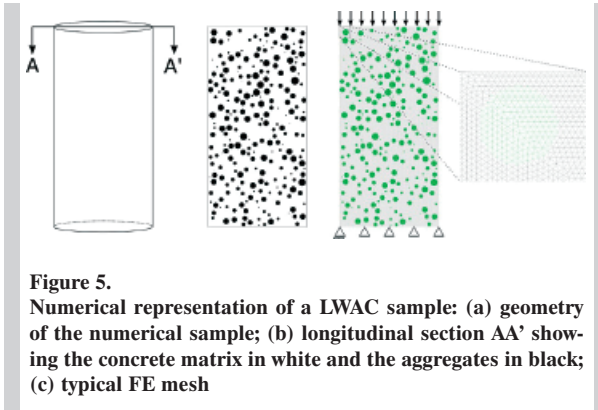 A A'
Figure 5.
Numerical representation of a LWAC sample: (a) geometry
of the numerical sample; (b) longitudinal section AA' show-
ing the concrete matrix in white and the aggregates in black;
(c) typical FE mesh